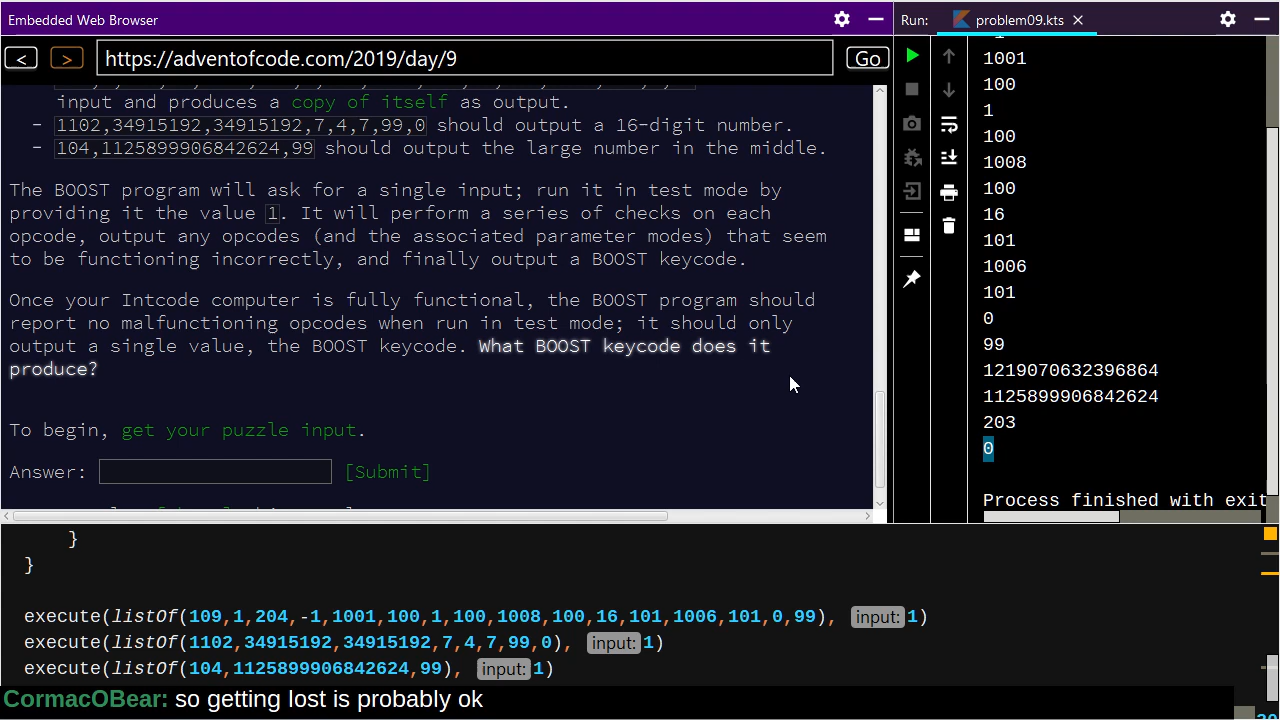 Embedded Web Browser
< > https://adventofcode.com/2019/day/9 Go
input and produces a copy of itself as output.
- 1102,34915192,34915192,7,4,7,99,0 should output a 16-digit number.
- 104,1125899906842624,99 should output the large number in the middle.
The BOOST program will ask for a single input; run it in test mode by
providing it the value 1. It will perform a series of checks on each
opcode, output any opcodes (and the associated parameter modes) that seem
to be functioning incorrectly, and finally output a BOOST keycode.
Once your Intcode computer is fully functional, the BOOST program should
report no malfunctioning opcodes when run in test mode; it should only
output a single value, the BOOST keycode. What BOOST keycode does it
produce?
To begin, get your puzzle input.
Answer: [Submit]
Run: problem09.kts ×
1001
100
1
100
1008
100
16
101
1006
101
0
99
1219070632396864
1125899906842624
203
0
Process finished with exit
}
}
execute(listOf(109,1,204,-1,1001,100,1,100,1008,100,16,101,1006,101,0,99), input: 1)
execute(listOf(1102,34915192,34915192,7,4,7,99,0), input: 1)
execute(listOf(104,1125899906842624,99), input: 1)
CormacOBear: so getting lost is probably ok